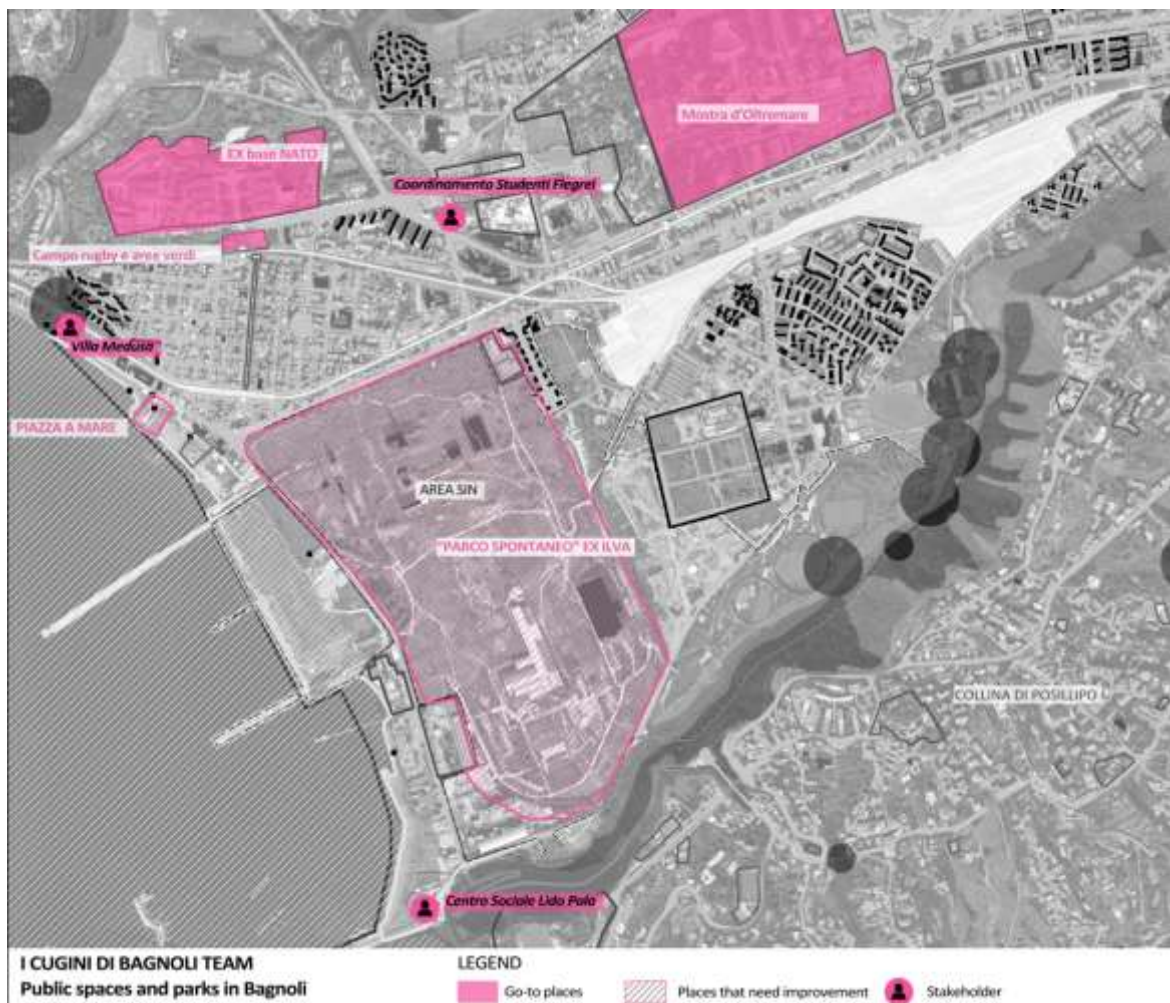 Mostra d'Oltromare
EX base NATO
Coordinamento Studenti Flegrei
Campo rugby e aree verdi
Villa Medusa
PIAZZA A MARE
AREA SIN
"PARCO SPONTANEO" EX ILVA
COLLINA DI POSILLIPO
Centro Sociale Lido Pola
I CUGINI DI BAGNOLI TEAM
Public spaces and parks in Bagnoli
LEGEND
Go-to places
Places that need improvement
Stakeholder